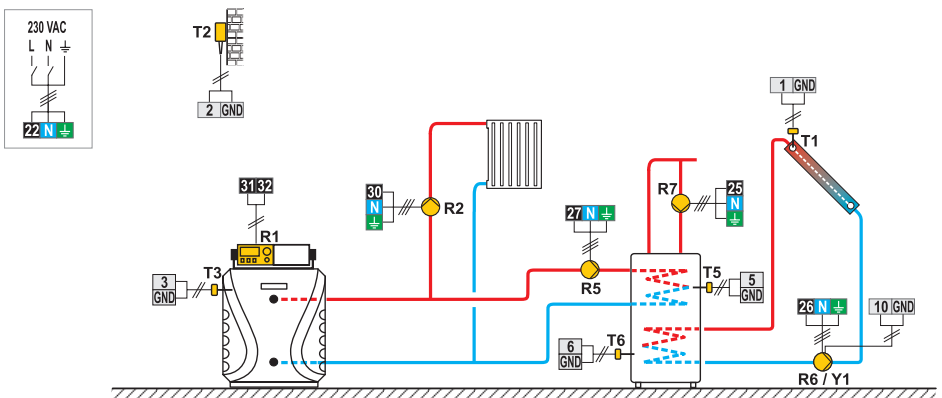 230 VAC
L N
22 N
T2
2 GND
1 GND
T1
31 32
R1
30
N
R2
R7
25
N
27 N
R5
T3
3
GND
T5
5
GND
26 N
10 GND
T6
6
GND
R6 / Y1